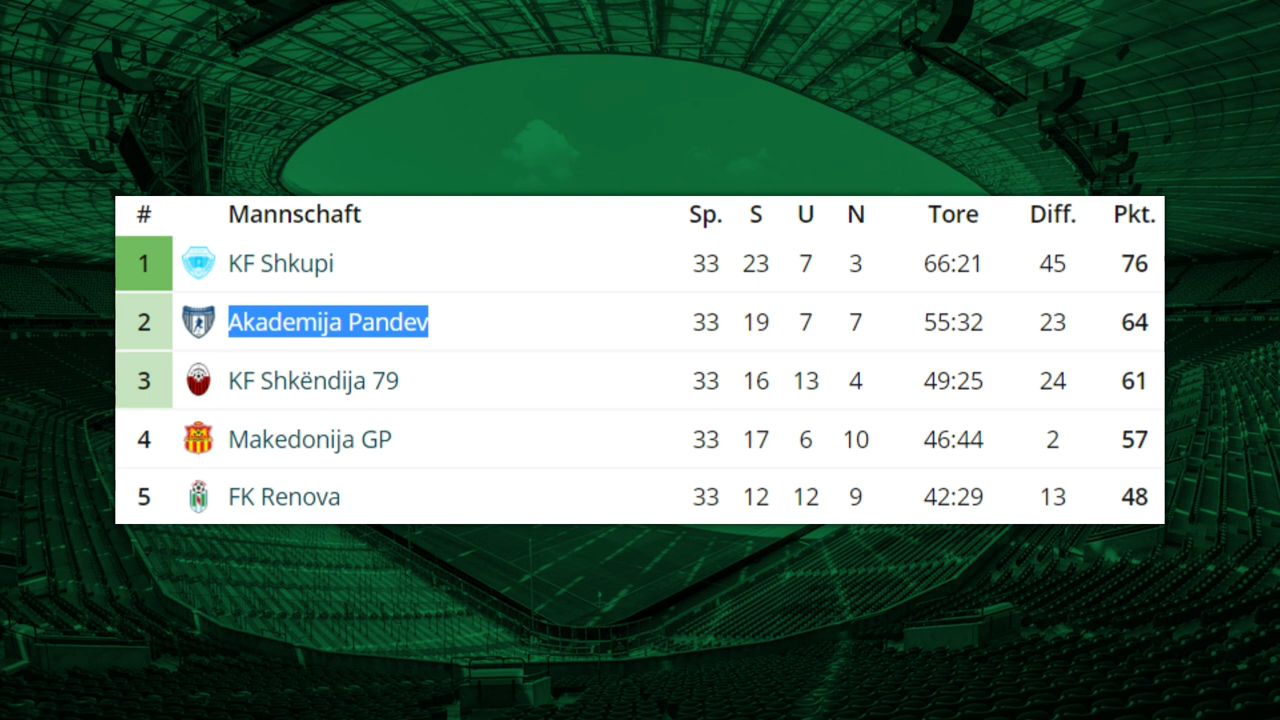 # Mannschaft Sp. S U N Tore Diff. Pkt.
1 KF Shkupi 33 23 7 3 66:21 45 76
2 Akademija Pandev 33 19 7 7 55:32 23 64
3 KF Shkëndija 79 33 16 13 4 49:25 24 61
4 Makedonija GP 33 17 6 10 46:44 2 57
5 FK Renova 33 12 12 9 42:29 13 48